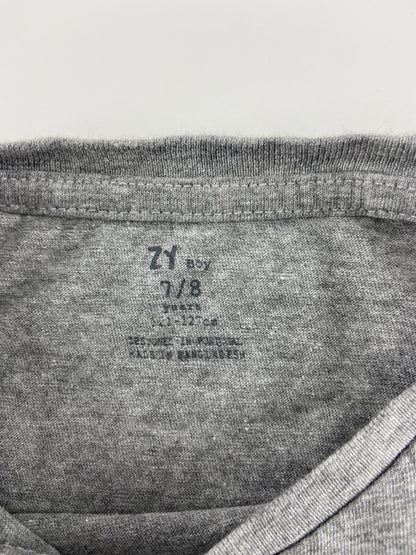 ZY Boy
7/8
years
DESIGNED IN PORTUGAL
MADE IN BANGLADESH